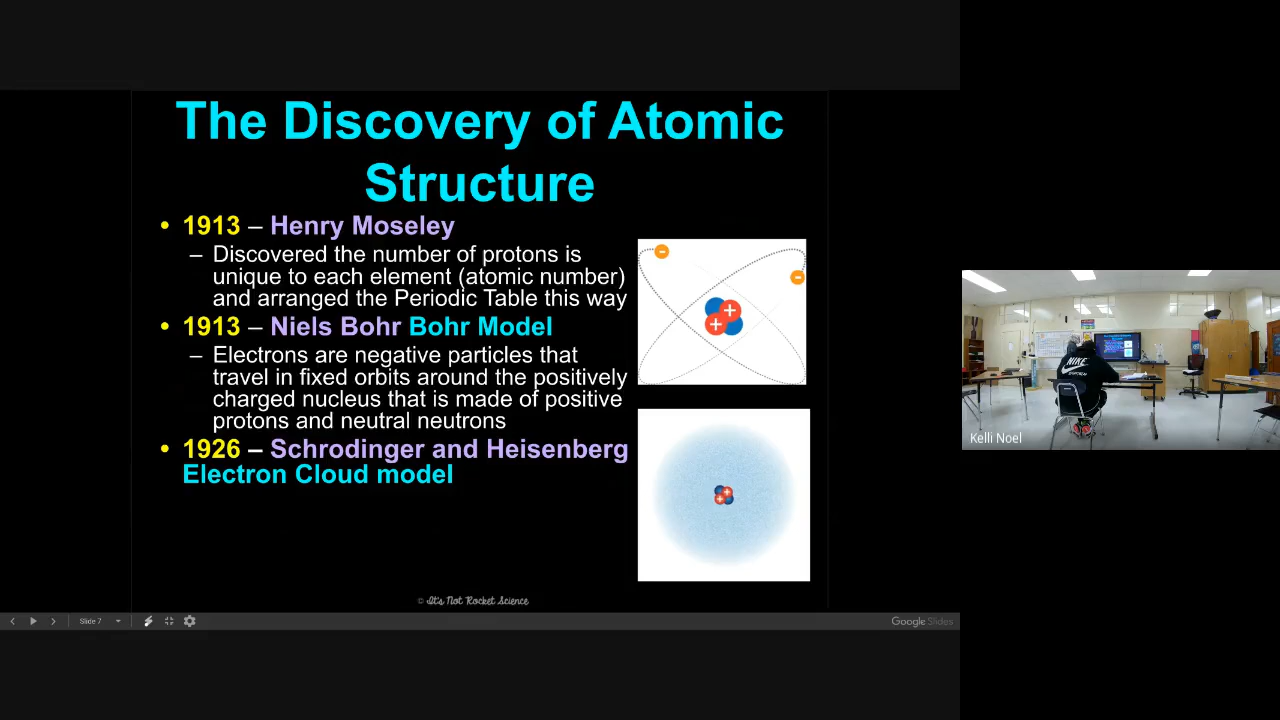 The Discovery of Atomic
Structure
• 1913 – Henry Moseley
– Discovered the number of protons is
unique to each element (atomic number)
and arranged the Periodic Table this way
• 1913 – Niels Bohr Bohr Model
– Electrons are negative particles that
travel in fixed orbits around the positively
charged nucleus that is made of positive
protons and neutral neutrons
• 1926 – Schrodinger and Heisenberg
Electron Cloud model
© It's Not Rocket Science
Slide 7
Google Slides
NIKE
Kelli Noel